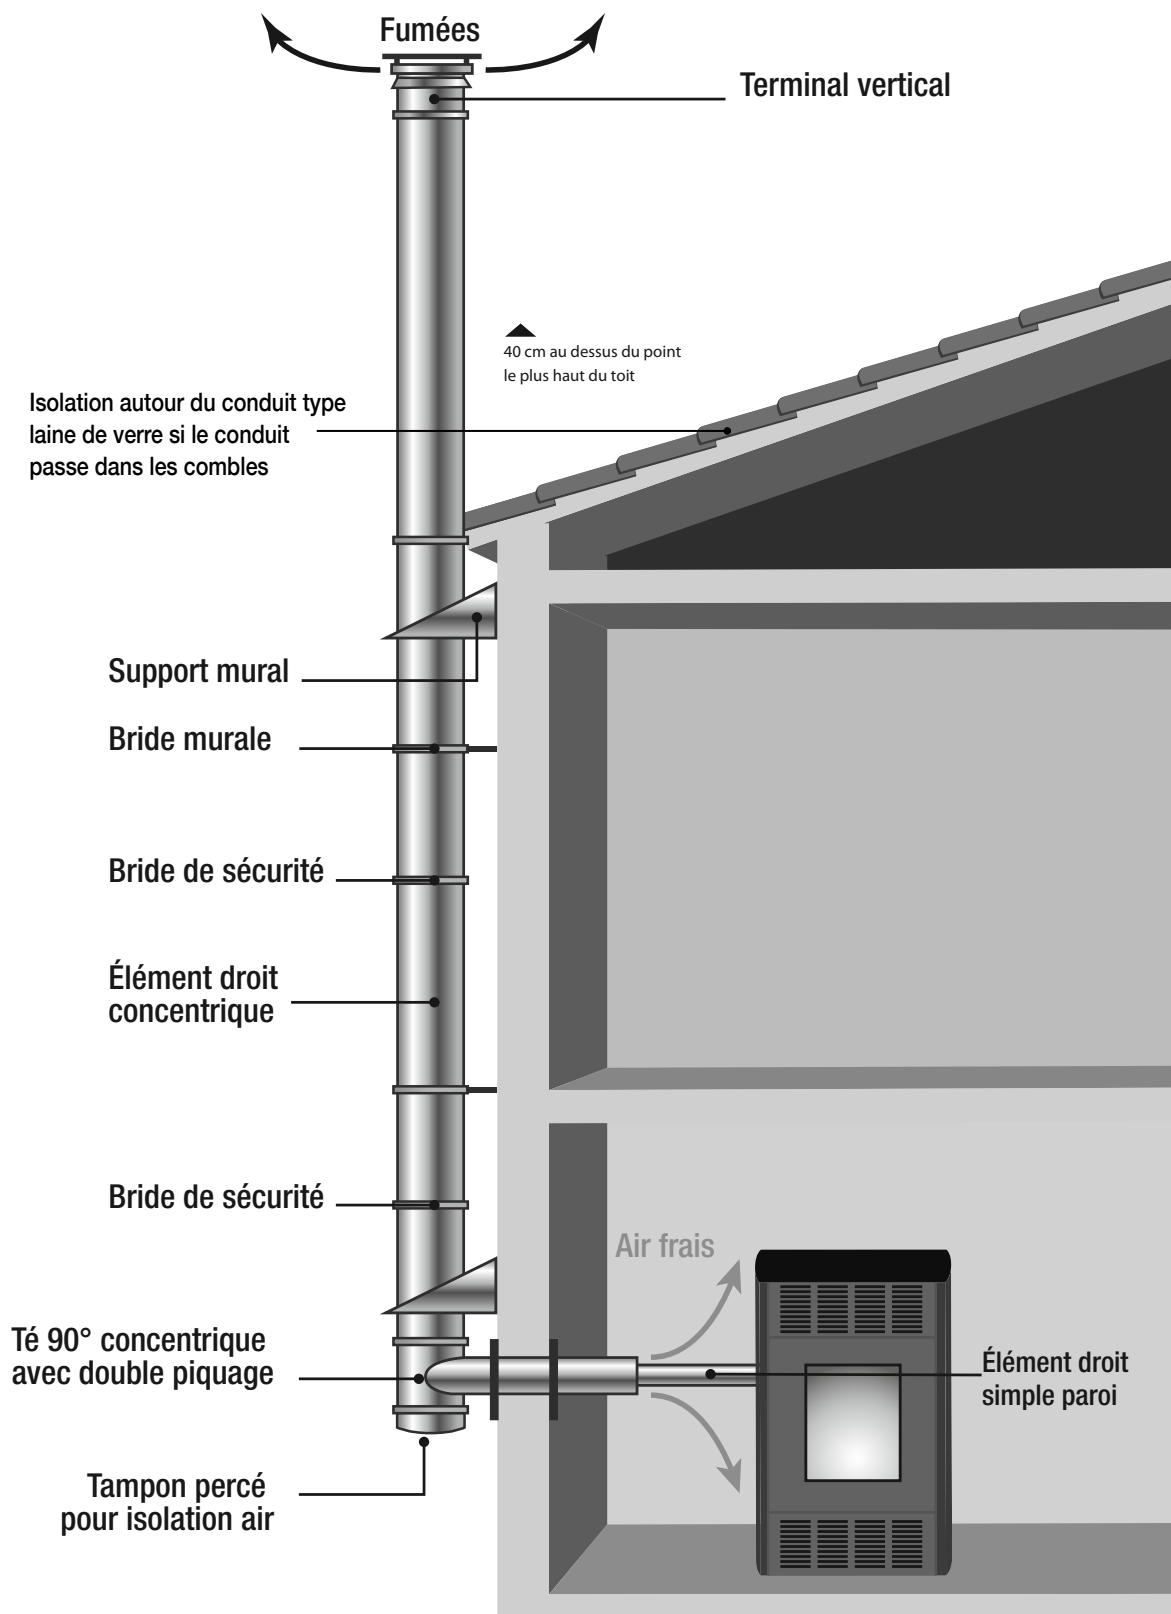 Fumées
Terminal vertical
40 cm au dessus du point
le plus haut du toit
Isolation autour du conduit type
laine de verre si le conduit
passe dans les combles
Support mural
Bride murale
Bride de sécurité
Élément droit
concentrique
Bride de sécurité
Air frais
Té 90° concentrique
avec double piquage
Élément droit
simple paroi
Tampon percé
pour isolation air